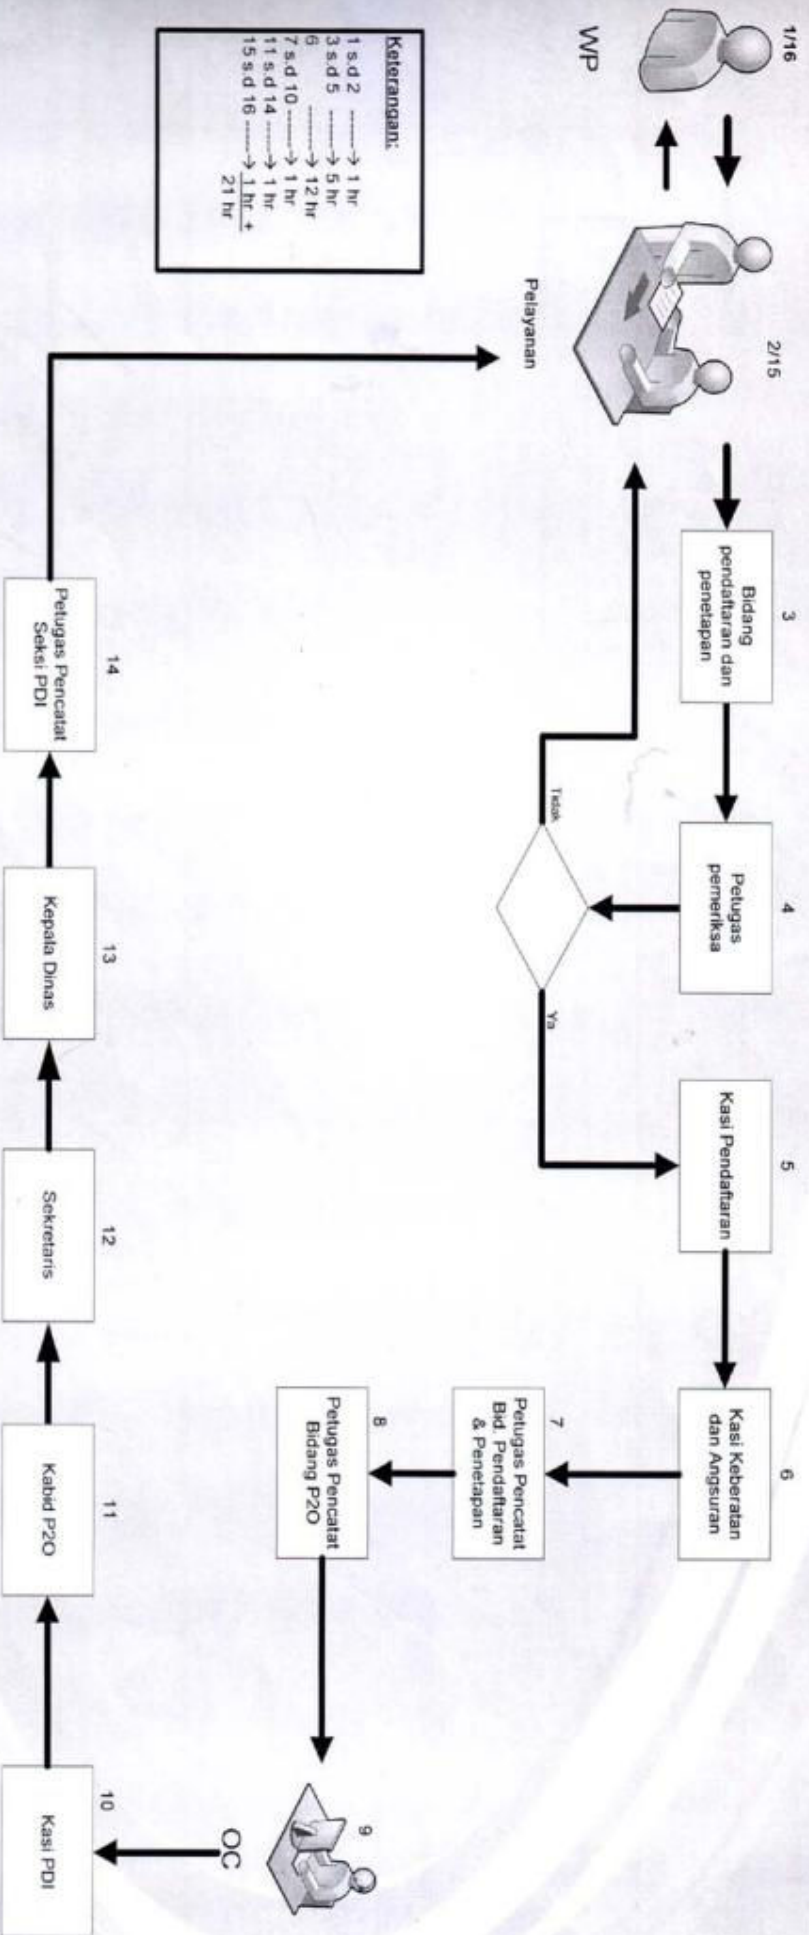 1/16
WP
2/15
Pelayanan
3
Bidang
pendaftaran dan
penetapan
4
Petugas
pemeriksa
Tidak
Ya
5
Kasi Pendaftaran
6
Kasi Keberatan
dan Angsuran
7
Petugas Pencatat
Bid. Pendaftaran
& Penetapan
8
Petugas Pencatat
Bidang P2O
9
OC
10
Kasi PDI
11
Kabid P2O
12
Sekretaris
13
Kepala Dinas
14
Petugas Pencatat
Seksi PDI
Keterangan:
1 s.d 2 -------→ 1 hr
3 s.d 5 -------→ 5 hr
6 -------→ 12 hr
7 s.d 10 ------→ 1 hr
11 s.d 14 ------→ 1 hr
15 s.d 16 ------→ 1 hr +
21 hr